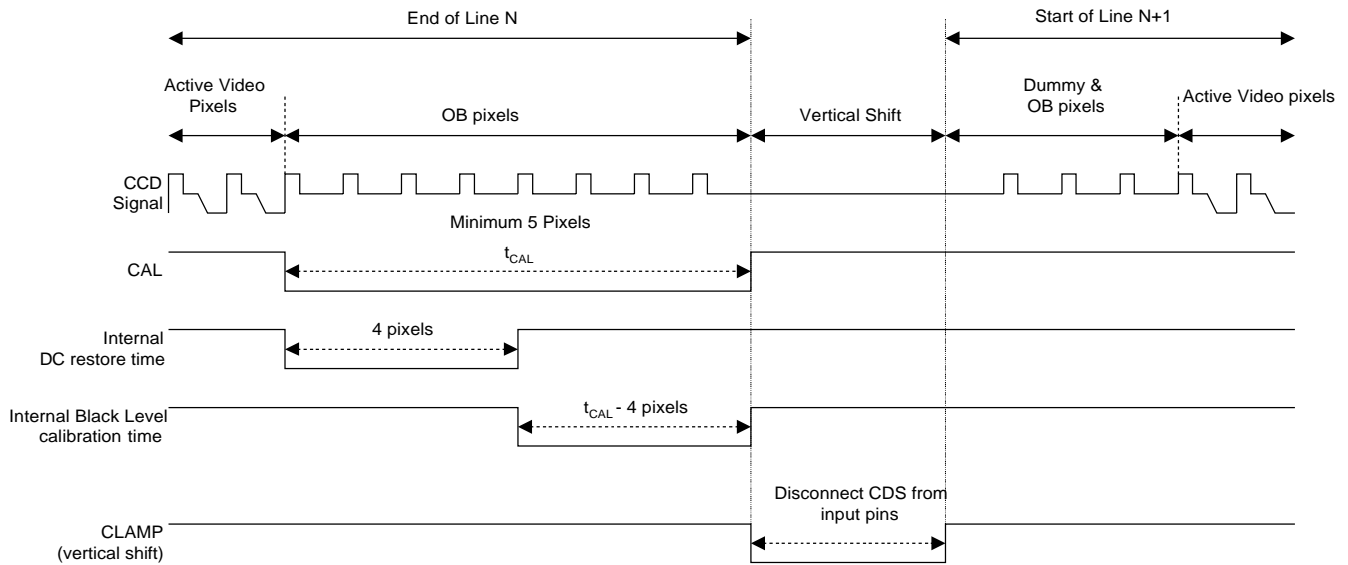 End of Line N
Start of Line N+1
Active Video
Pixels
OB pixels
Vertical Shift
Dummy &
OB pixels
Active Video pixels
CCD
Signal
Minimum 5 Pixels
CAL
tCAL
Internal
DC restore time
4 pixels
Internal Black Level
calibration time
tCAL - 4 pixels
Disconnect CDS from
input pins
CLAMP
(vertical shift)